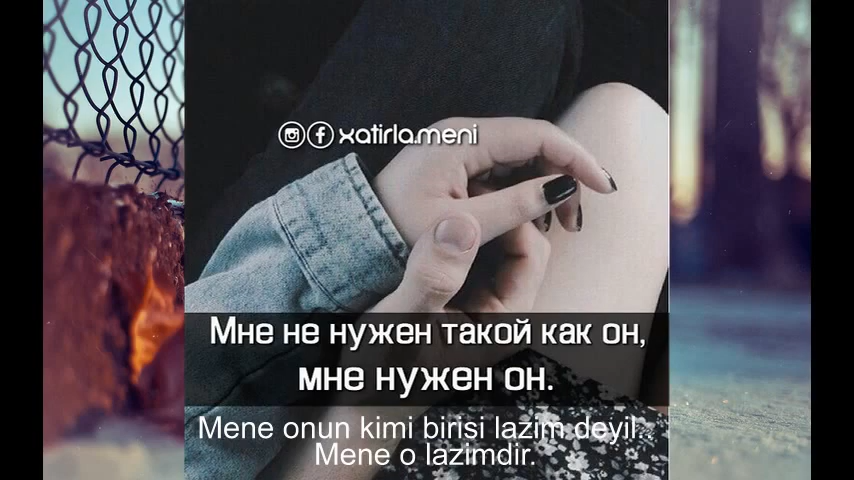 xatirla.meni
Мне не нужен такой как он,
мне нужен он.
Mene onun kimi birisi lazim deyil..
Mene o lazimdir.